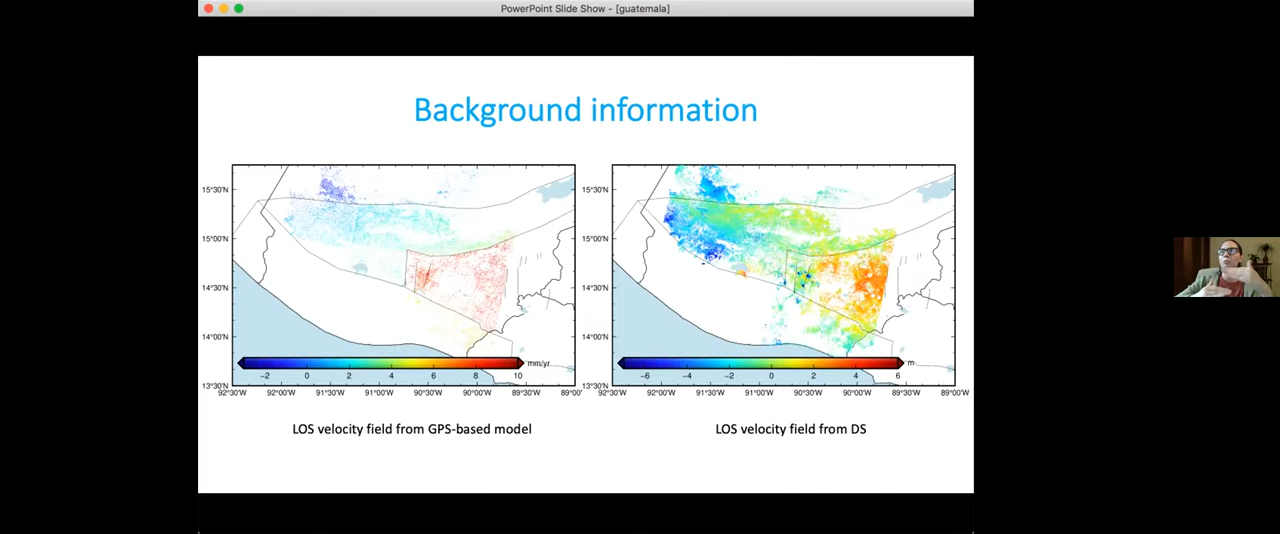 PowerPoint Slide Show - [guatemala]
Background information
15°30'N
15°00'N
14°30'N
14°00'N
13°30'N
−2 0 2 4 6 8 10
mm/yr
92°30'W 92°00'W 91°30'W 91°00'W 90°30'W 90°00'W 89°00'
15°30'N
15°00'N
14°30'N
14°00'N
13°30'N
−6 −4 −2 0 2 4 6
m
92°30'W 92°00'W 91°30'W 91°00'W 90°30'W 90°00'W 89°00'W
LOS velocity field from GPS-based model
LOS velocity field from DS